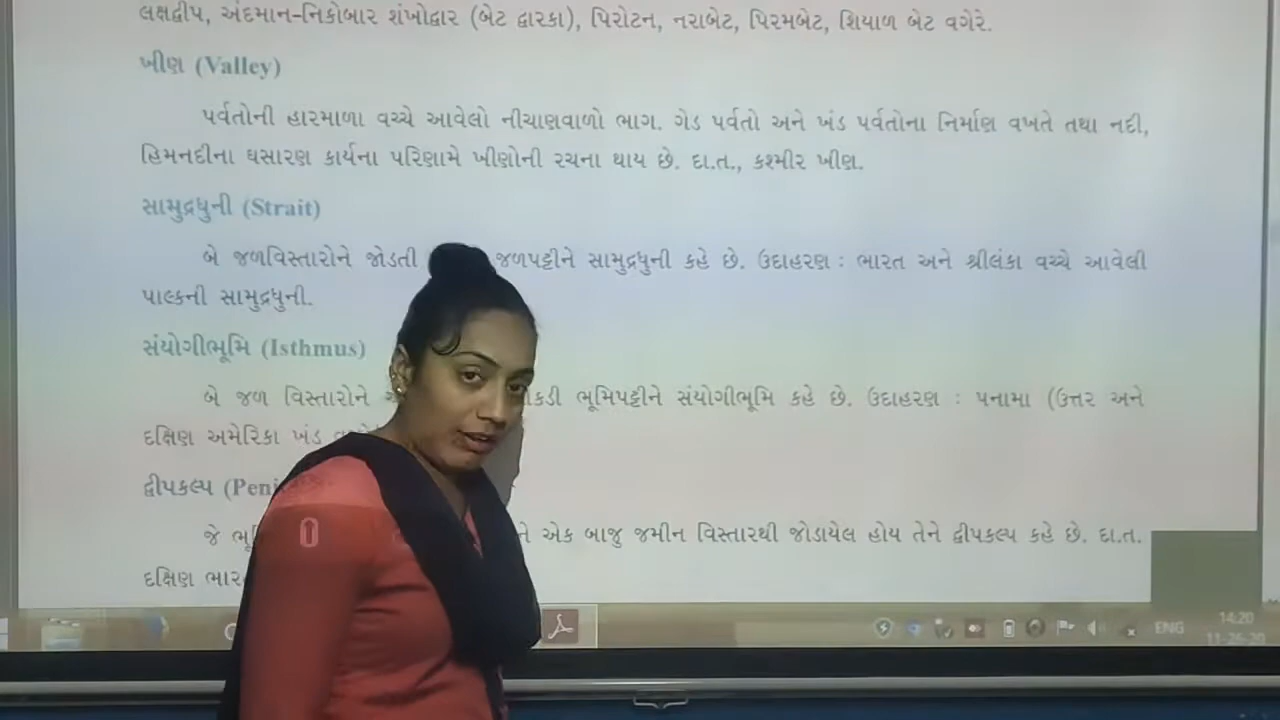 લક્ષદ્વીપ, અંદમાન-નિકોબાર શંખોદ્વાર (બેટ દ્વારકા), પિરોટન, નરાબેટ, પિરમબેટ, શિયાળ બેટ વગેરે.
ખીણ (Valley)
પર્વતોની હારમાળા વચ્ચે આવેલો નીચાણવાળો ભાગ. ગેડ પર્વતો અને ખંડ પર્વતોના નિર્માણ વખતે તથા નદી,
હિમનદીના ઘસારણ કાર્યના પરિણામે ખીણોની રચના થાય છે. દા.ત., કશ્મીર ખીણ.
સામુદ્રધુની (Strait)
બે જળવિસ્તારોને જોડતી જળપટ્ટીને સામુદ્રધુની કહે છે. ઉદાહરણ : ભારત અને શ્રીલંકા વચ્ચે આવેલી
પાલ્કની સામુદ્રધુની.
સંયોગીભૂમિ (Isthmus)
બે જળ વિસ્તારોને ભૂમિપટ્ટીને સંયોગીભૂમિ કહે છે. ઉદાહરણ : પનામા (ઉત્તર અને
દક્ષિણ અમેરિકા ખંડ
દ્વીપકલ્પ (Peni
જે એક બાજુ જમીન વિસ્તારથી જોડાયેલ હોય તેને દ્વીપકલ્પ કહે છે. દા.ત.
દક્ષિણ ભાર
ENG
14:20
11-26-20